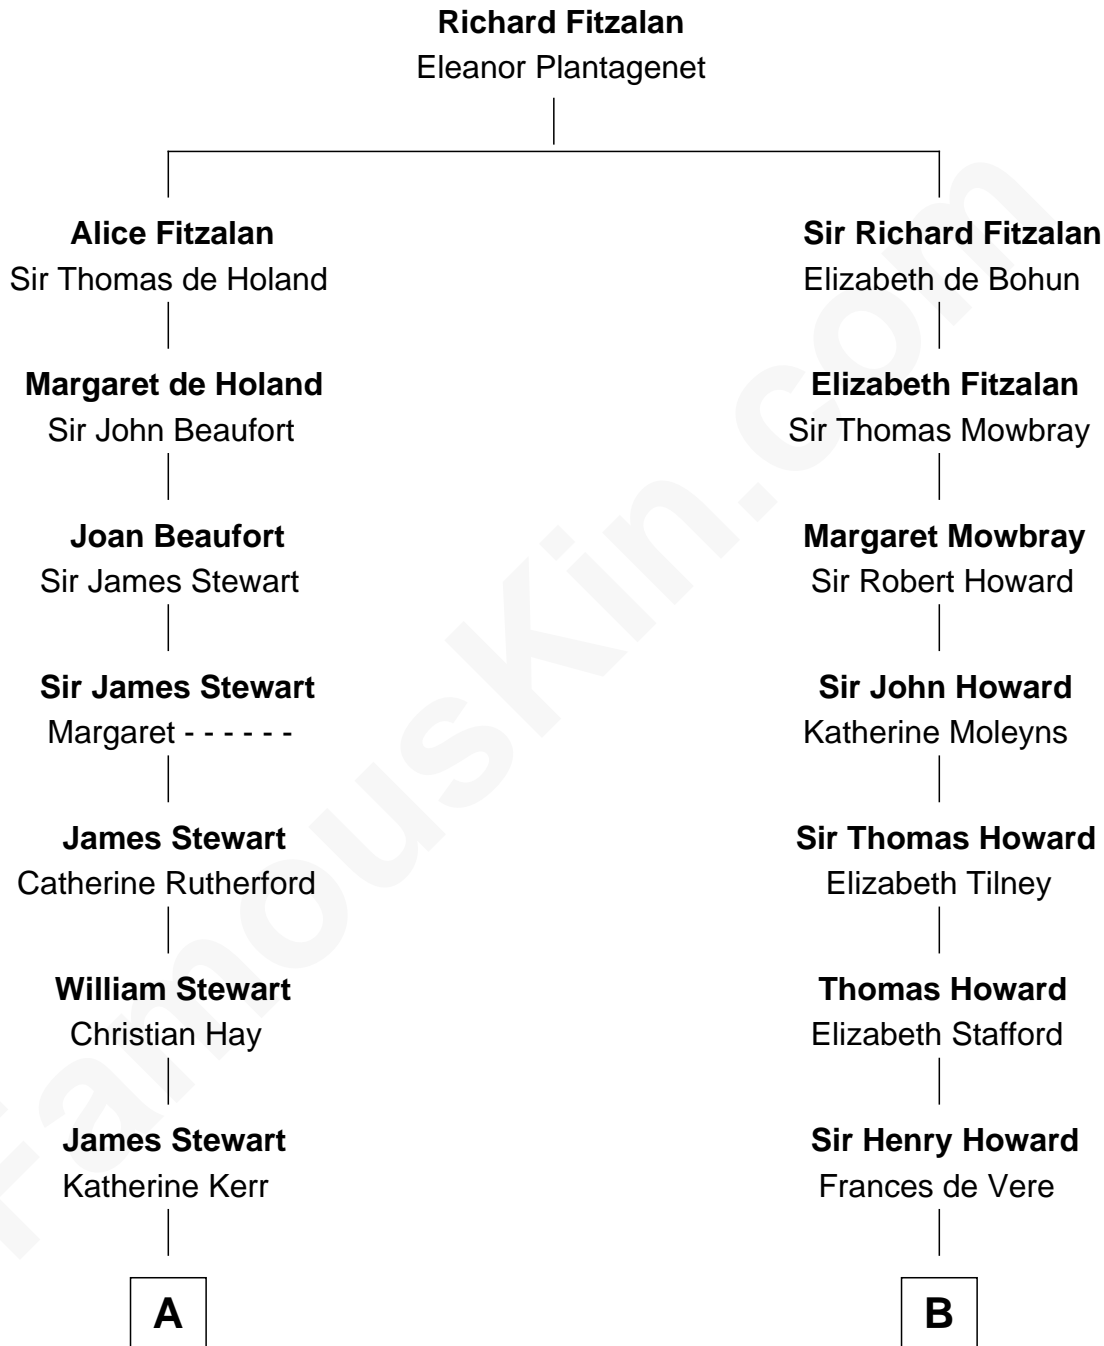 Richard Fitzalan
Eleanor Plantagenet
Alice Fitzalan
Sir Thomas de Holand
Sir Richard Fitzalan
Elizabeth de Bohun
Margaret de Holand
Sir John Beaufort
Elizabeth Fitzalan
Sir Thomas Mowbray
Joan Beaufort
Sir James Stewart
Margaret Mowbray
Sir Robert Howard
Sir James Stewart
Margaret - - - - - -
Sir John Howard
Katherine Moleyns
James Stewart
Catherine Rutherford
Sir Thomas Howard
Elizabeth Tilney
William Stewart
Christian Hay
Thomas Howard
Elizabeth Stafford
James Stewart
Katherine Kerr
Sir Henry Howard
Frances de Vere
A
B
FamousKin.com